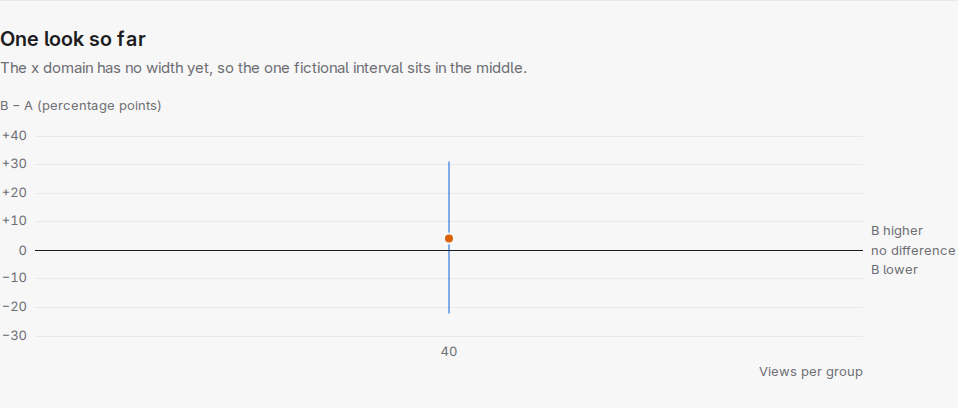 One look so far
The x domain has no width yet, so the one fictional interval sits in the middle.
B − A (percentage points)
+40
+30
+20
+10
B higher
0
no difference
B lower
−10
−20
−30
40
Views per group